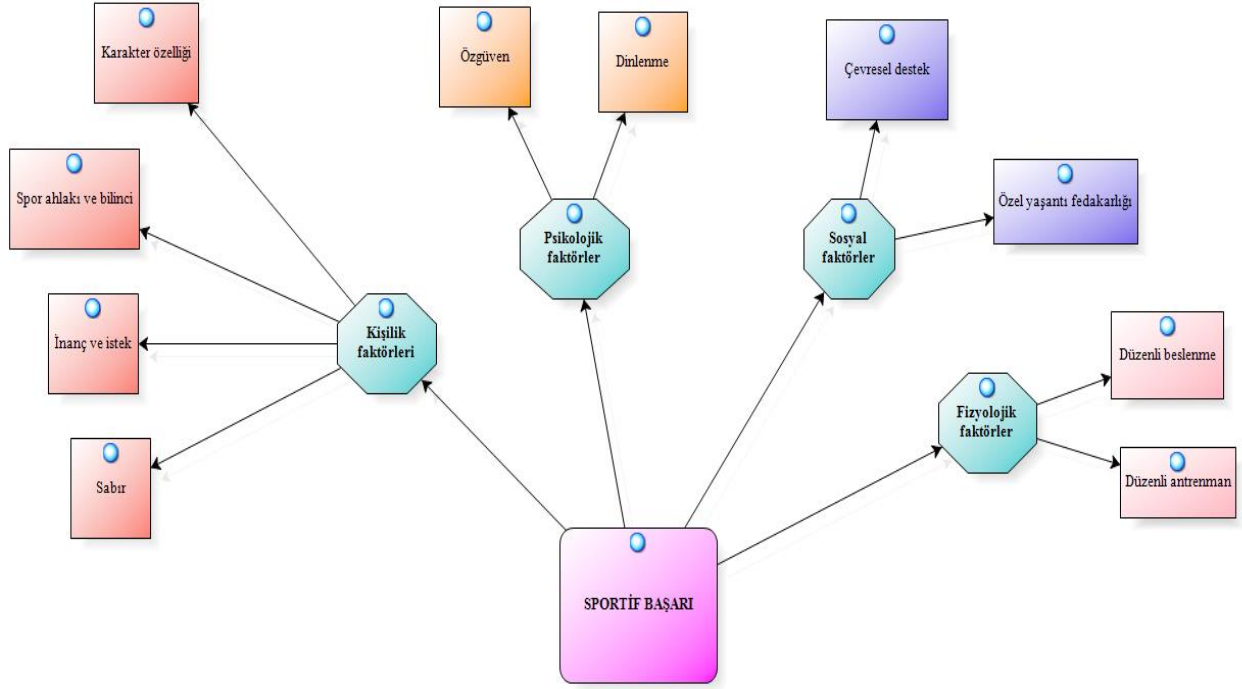 Karakter özelliği
Özgüven
Dinlenme
Çevresel destek
Spor ahlakı ve bilinci
Özel yaşantı fedakarlığı
Psikolojik
faktörler
Sosyal
faktörler
İnanç ve istek
Kişilik
faktörleri
Düzenli beslenme
Fizyolojik
faktörler
Sabır
Düzenli antrenman
SPORTİF BAŞARI